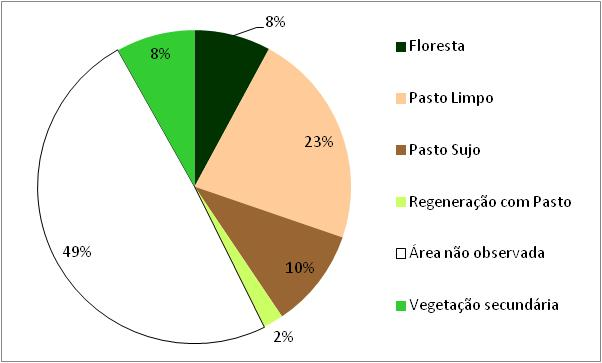 8%
23%
10%
2%
49%
8%
Floresta
Pasto Limpo
Pasto Sujo
Regeneração com Pasto
Área não observada
Vegetação secundária